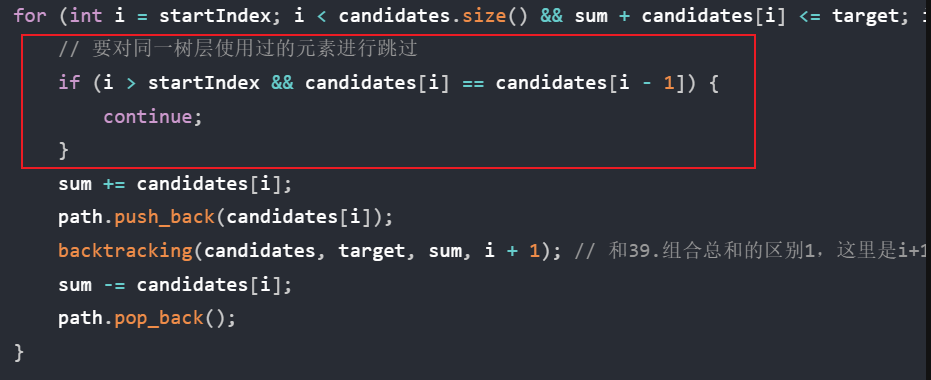 for (int i = startIndex; i < candidates.size() && sum + candidates[i] <= target; i
// 要对同一树层使用过的元素进行跳过
if (i > startIndex && candidates[i] == candidates[i - 1]) {
continue;
}
sum += candidates[i];
path.push_back(candidates[i]);
backtracking(candidates, target, sum, i + 1); // 和39.组合总和的区别1，这里是i+1
sum -= candidates[i];
path.pop_back();
}